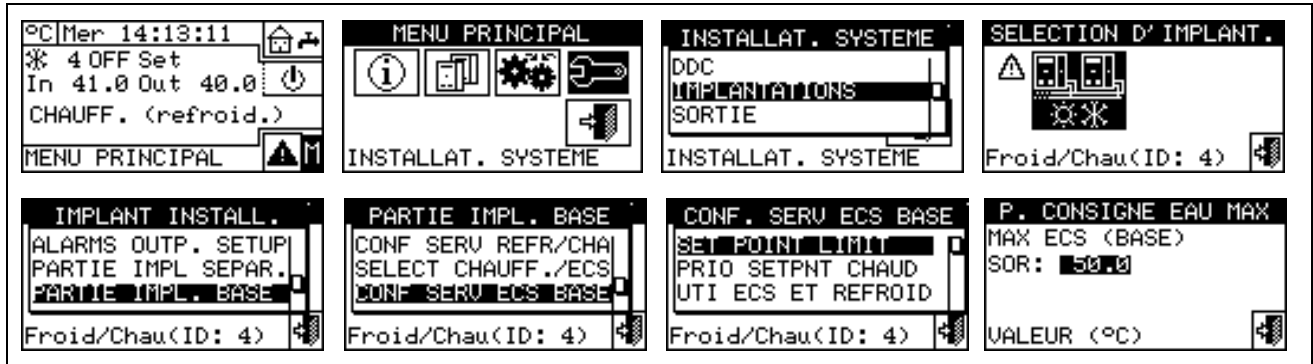 °C Mer 14:13:11
4 OFF Set
In 41.0 Out 40.0
CHAUFF. (refroid.)
MENU PRINCIPAL M
MENU PRINCIPAL
INSTALLAT. SYSTEME
INSTALLAT. SYSTEME
DDC
IMPLANTATIONS
SORTIE
INSTALLAT. SYSTEME
SELECTION D'IMPLANT.
Froid/Chau(ID: 4)
IMPLANT INSTALL.
ALARMS OUTP. SETUP
PARTIE IMPL SEPAR.
PARTIE IMPL. BASE
Froid/Chau(ID: 4)
PARTIE IMPL. BASE
CONF SERV REFR/CHA
SELECT CHAUFF./ECS
CONF SERV ECS BASE
Froid/Chau(ID: 4)
CONF. SERV ECS BASE
SET POINT LIMIT
PRIO SETPNT CHAUD
UTI ECS ET REFROID
Froid/Chau(ID: 4)
P. CONSIGNE EAU MAX
MAX ECS (BASE)
SOR: 50.0
VALEUR (°C)